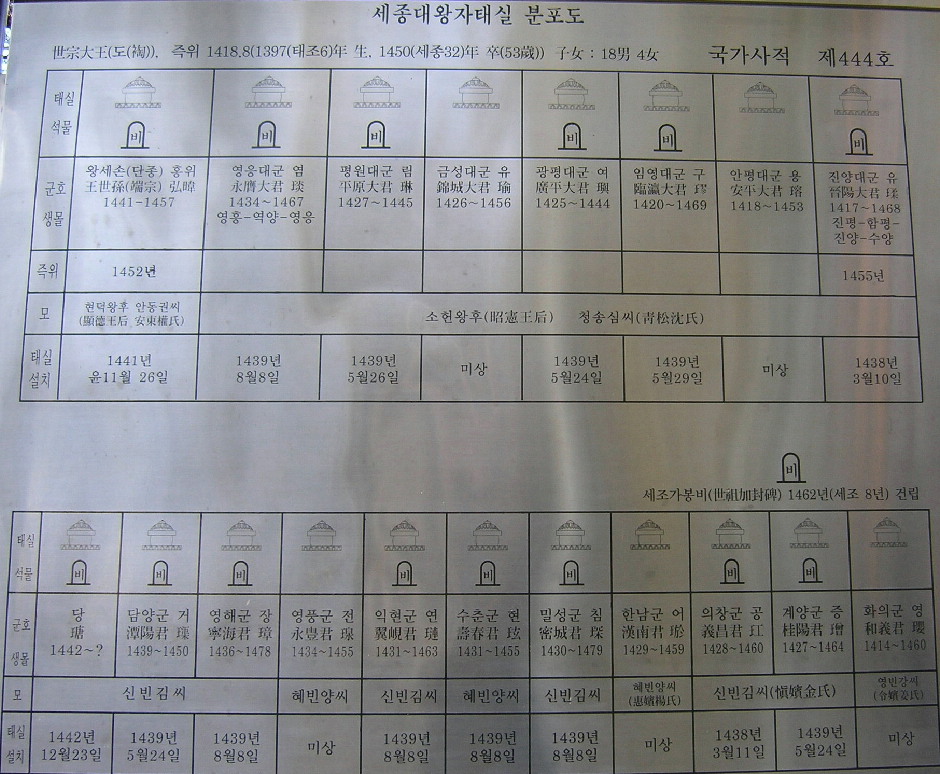 세종대왕자태실 분포도
世宗大王(도(祹)). 즉위 1418.8(1397(태조6)年 生, 1450(세종32)年 卒(53歲)) 子女 : 18男 4女 국가사적 제444호
태실
석물
비 비 비 비 비 비
군호
생몰
왕세손(단종) 홍위
王世孫(端宗) 弘暐
1441~1457
영응대군 염
永膺大君 琰
1434~1467
영흥-역양-영응
평원대군 림
平原大君 琳
1427~1445
금성대군 유
錦城大君 瑜
1426~1456
광평대군 여
廣平大君 璵
1425~1444
임영대군 구
臨瀛大君 璆
1420~1469
안평대군 용
安平大君 瑢
1418~1453
진양대군 유
晉陽大君 瑈
1417~1468
진평-함평-
진양-수양
즉위 1452년 1455년
모
현덕왕후 안동권씨
(顯德王后 安東權氏)
소헌왕후(昭憲王后) 청송심씨(靑松沈氏)
태실
설치
1441년
윤11월 26일
1439년
8월8일
1439년
5월26일
미상
1439년
5월24일
1439년
5월29일
미상
1438년
3월10일
비
세조가봉비(世祖加封碑) 1462년(세조 8년) 건립
태실
석물
비 비 비 비 비 비 비 비
군호
생몰
당
瑭
1442~?
담양군 거
潭陽君 璖
1439~1450
영해군 장
寧海君 璋
1436~1478
영풍군 전
永豊君 瑔
1434~1455
익현군 연
翼峴君 璉
1431~1463
수춘군 현
壽春君 玹
1431~1455
밀성군 침
密城君 琛
1430~1479
한남군 어
漢南君 𤥽
1429~1459
의창군 공
義昌君 玒
1428~1460
계양군 증
桂陽君 璔
1427~1464
화의군 영
和義君 瓔
1414~1460
모
신빈김씨
혜빈양씨
신빈김씨
혜빈양씨
신빈김씨
혜빈양씨
(惠嬪楊氏)
신빈김씨(愼嬪金氏)
영빈강씨
(令嬪姜氏)
태실
설치
1442년
12월23일
1439년
5월24일
1439년
8월8일
미상
1439년
8월8일
1439년
8월8일
1439년
8월8일
미상
1438년
3월11일
1439년
5월24일
미상